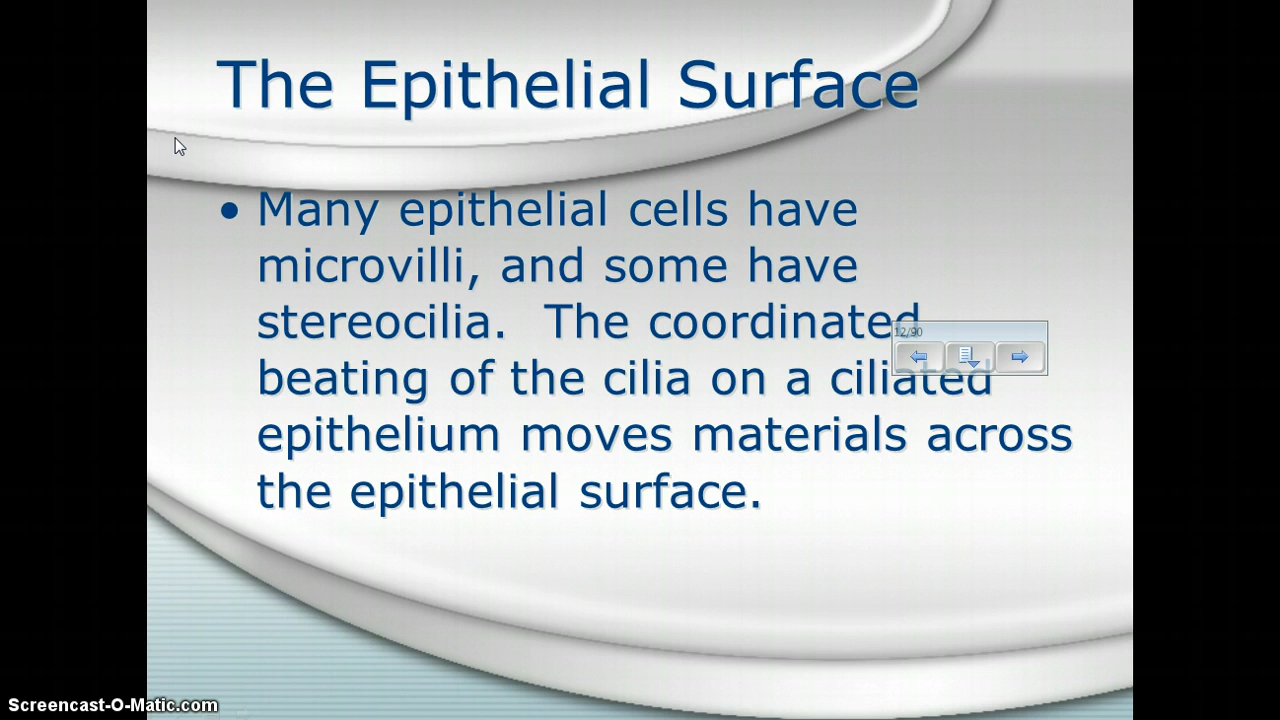 The Epithelial Surface
• Many epithelial cells have
microvilli, and some have
stereocilia.  The coordinated
12/90
beating of the cilia on a ciliated
epithelium moves materials across
the epithelial surface.
Screencast-O-Matic.com